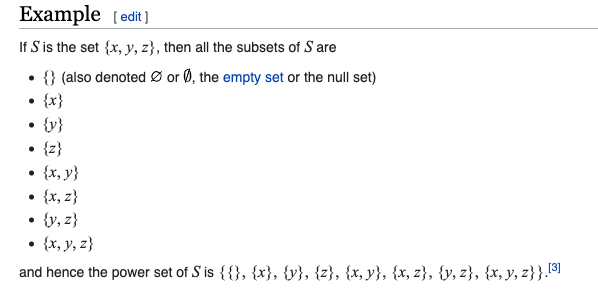 Example [ edit ]
If S is the set {x, y, z}, then all the subsets of S are
• {} (also denoted ∅ or ∅, the empty set or the null set)
• {x}
• {y}
• {z}
• {x, y}
• {x, z}
• {y, z}
• {x, y, z}
and hence the power set of S is {{}, {x}, {y}, {z}, {x, y}, {x, z}, {y, z}, {x, y, z}}.[3]